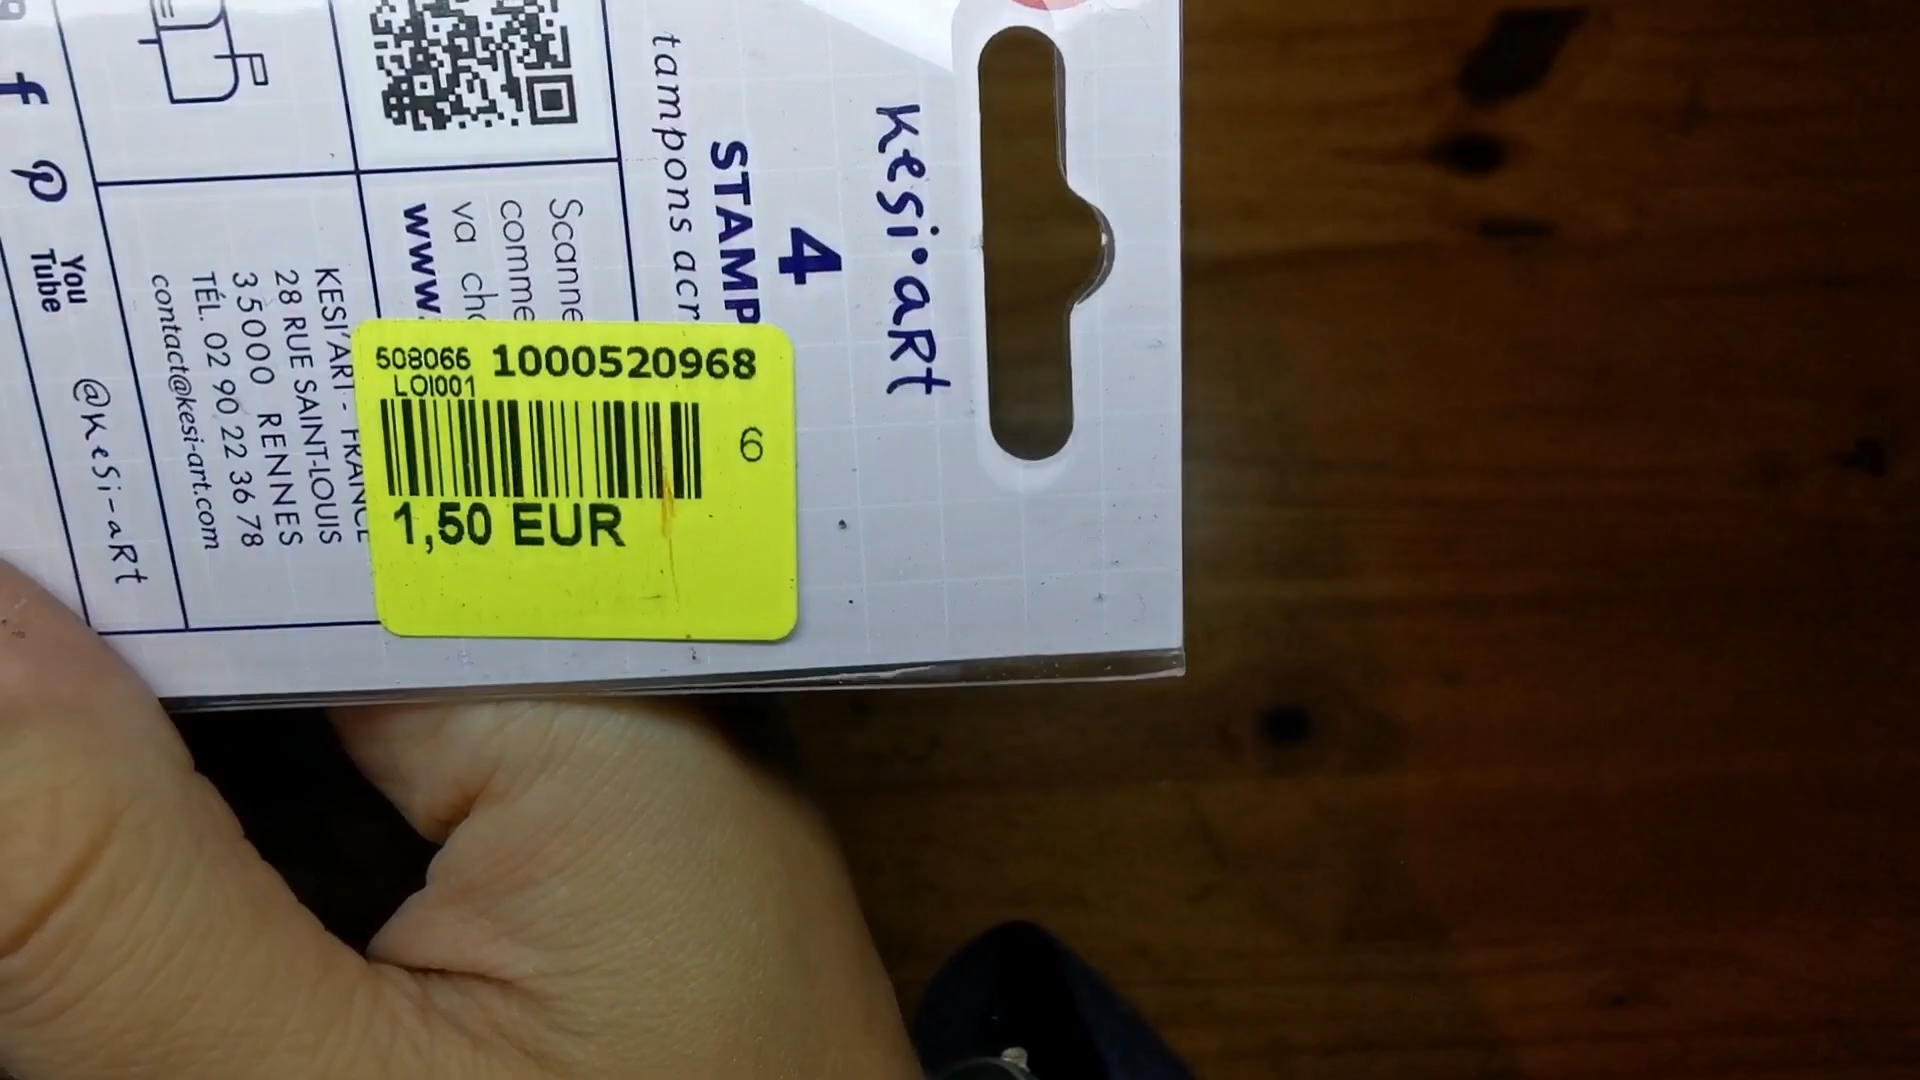 Kesi'aRt
4
STAMP
tampons acr
Scanne
comme
va ch
www.
KESI'ART - FRANCE
28 RUE SAINT-LOUIS
35000 RENNES
TÉL. 02 90 22 36 78
contact@kesi-art.com
You
Tube
@Kesi-aRt
508066 1000520968
LOI001
6
1,50 EUR